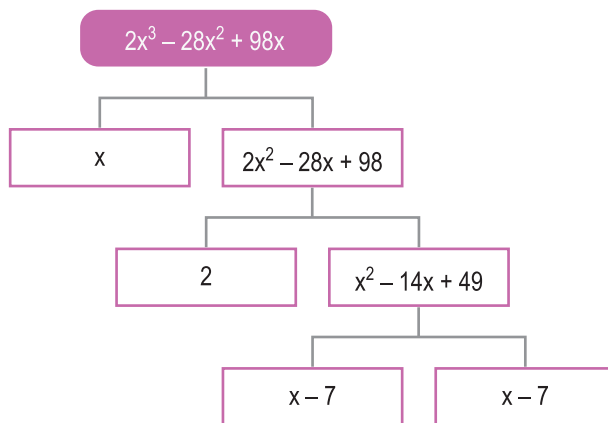 2x³ – 28x² + 98x
x
2x² – 28x + 98
2
x² – 14x + 49
x – 7
x – 7